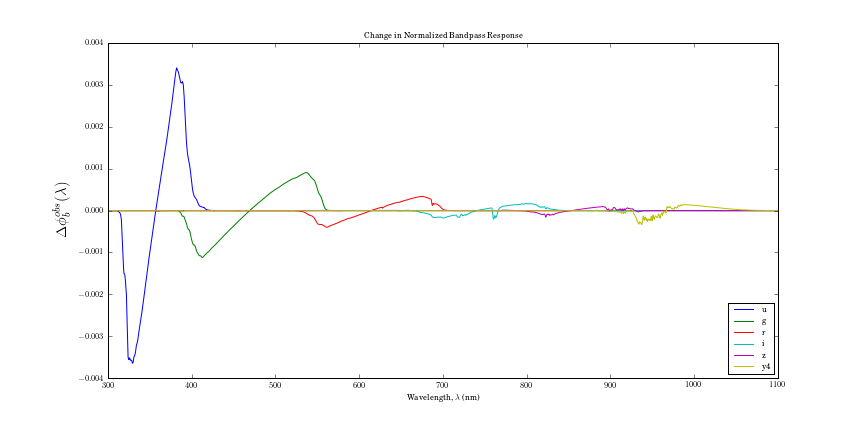 Change in Normalized Bandpass Response
0.004
0.003
0.002
0.001
0.000
−0.001
−0.002
−0.003
−0.004
Δϕ_b^obs(λ)
300 400 500 600 700 800 900 1000 1100
Wavelength, λ (nm)
u
g
r
i
z
y4